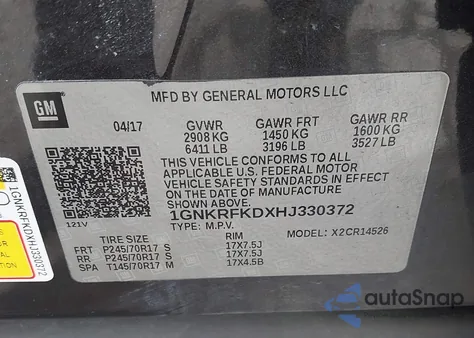 GM
MFD BY GENERAL MOTORS LLC
04/17 GVWR GAWR FRT GAWR RR
2908 KG 1450 KG 1600 KG
6411 LB 3196 LB 3527 LB
THIS VEHICLE CONFORMS TO ALL
APPLICABLE U.S. FEDERAL MOTOR
VEHICLE SAFETY STANDARDS IN EFFECT
ON THE DATE OF MANUFACTURE
SHOWN ABOVE.
1GNKRFKDXHJ330372
121V TYPE: M.P.V. MODEL: X2CR14526
TIRE SIZE RIM
FRT P245/70R17 S 17X7.5J
RR P245/70R17 S 17X7.5J
SPA T145/70R17 M 17X4.5B
1GNKRFKDXHJ330372
autoSnap